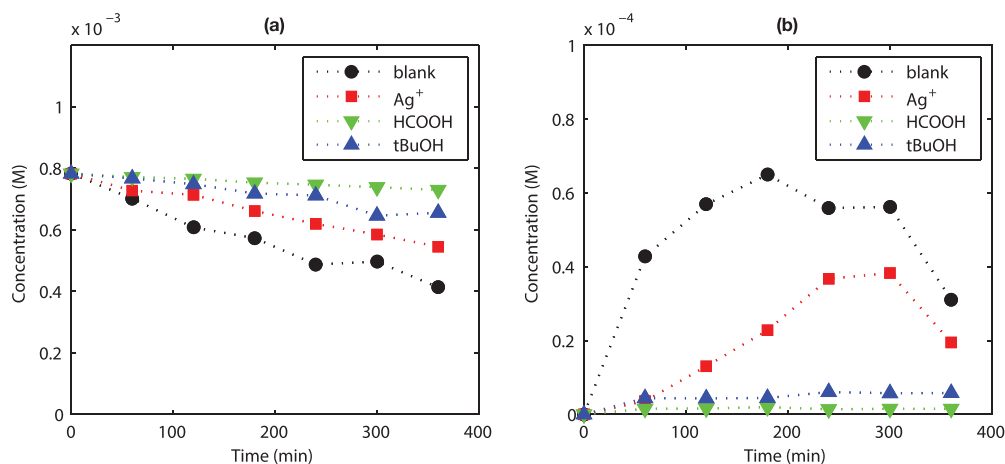 (a)
x 10⁻³
Concentration (M)
1
0.8
0.6
0.4
0.2
0
0 100 200 300 400
Time (min)
blank
Ag⁺
HCOOH
tBuOH
(b)
x 10⁻⁴
Concentration (M)
1
0.8
0.6
0.4
0.2
0
0 100 200 300 400
Time (min)
blank
Ag⁺
HCOOH
tBuOH